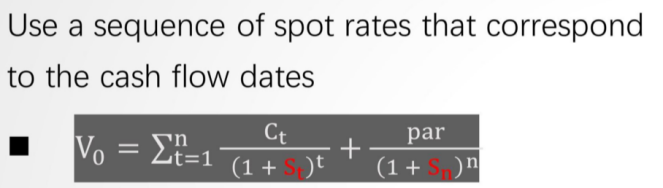 Use a sequence of spot rates that correspond
to the cash flow dates
■ V₀ = Σⁿₜ₌₁ Cₜ/(1 + Sₜ)ᵗ + par/(1 + Sₙ)ⁿ